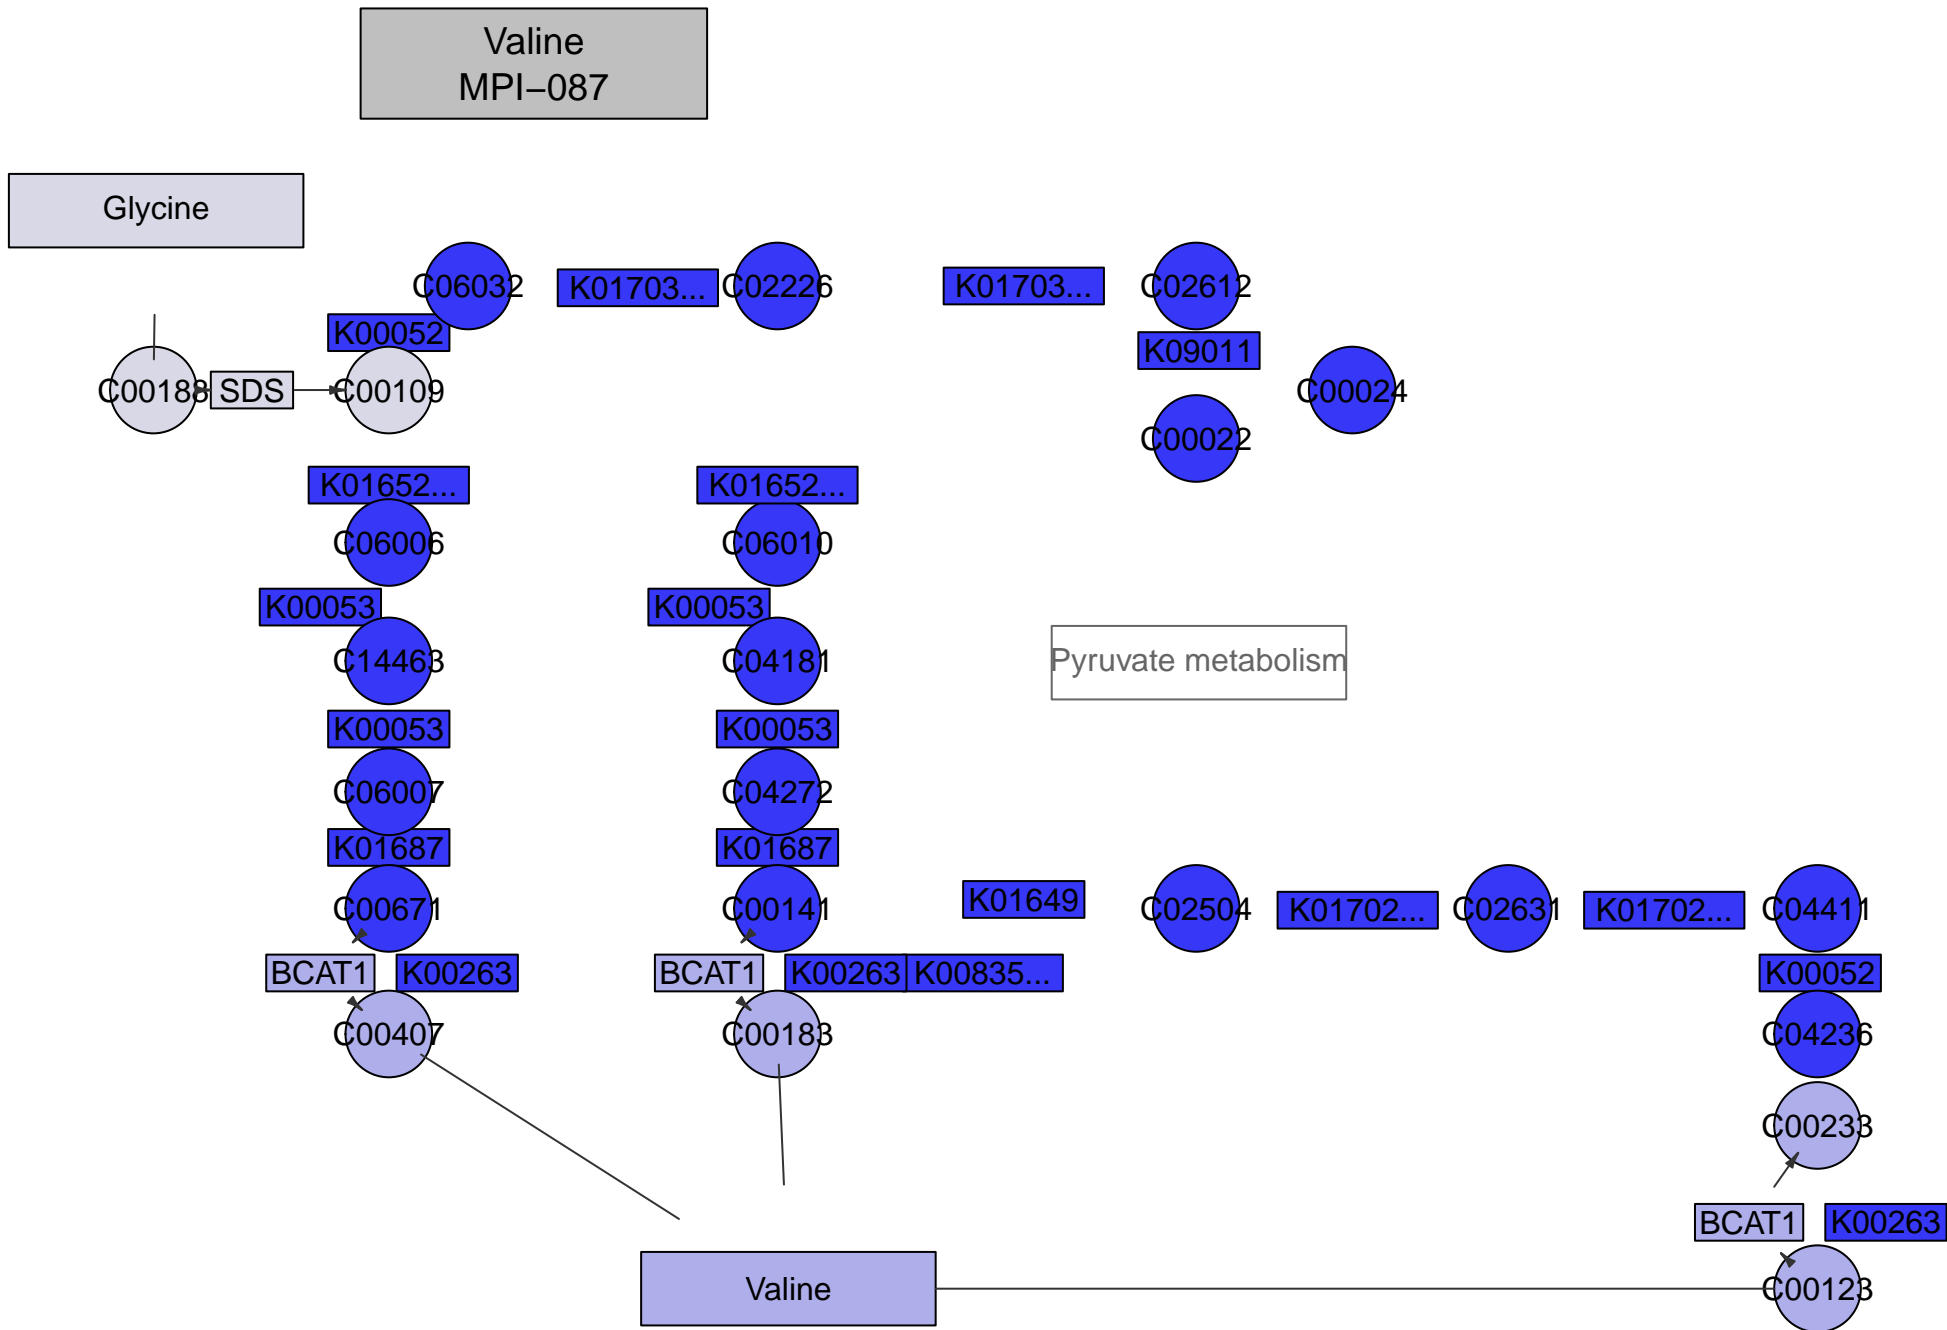 Valine
MPI−087
Glycine
C06032
K01703...
C02226
K01703...
C02612
K00052
K09011
C00188
SDS
C00109
C00024
C00022
K01652...
K01652...
C06006
C06010
K00053
K00053
C14463
C04181
Pyruvate metabolism
K00053
K00053
C06007
C04272
K01687
K01687
C00671
C00141
K01649
C02504
K01702...
C02631
K01702...
C04411
BCAT1
K00263
BCAT1
K00263
K00835...
K00052
C00407
C00183
C04236
C00233
BCAT1
K00263
Valine
C00123